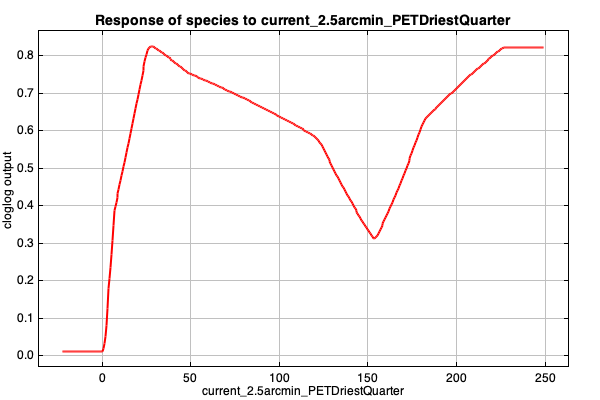 Response of species to current_2.5arcmin_PETDriestQuarter
0.8
0.7
0.6
0.5
0.4
0.3
0.2
0.1
0.0
cloglog output
0 50 100 150 200 250
current_2.5arcmin_PETDriestQuarter